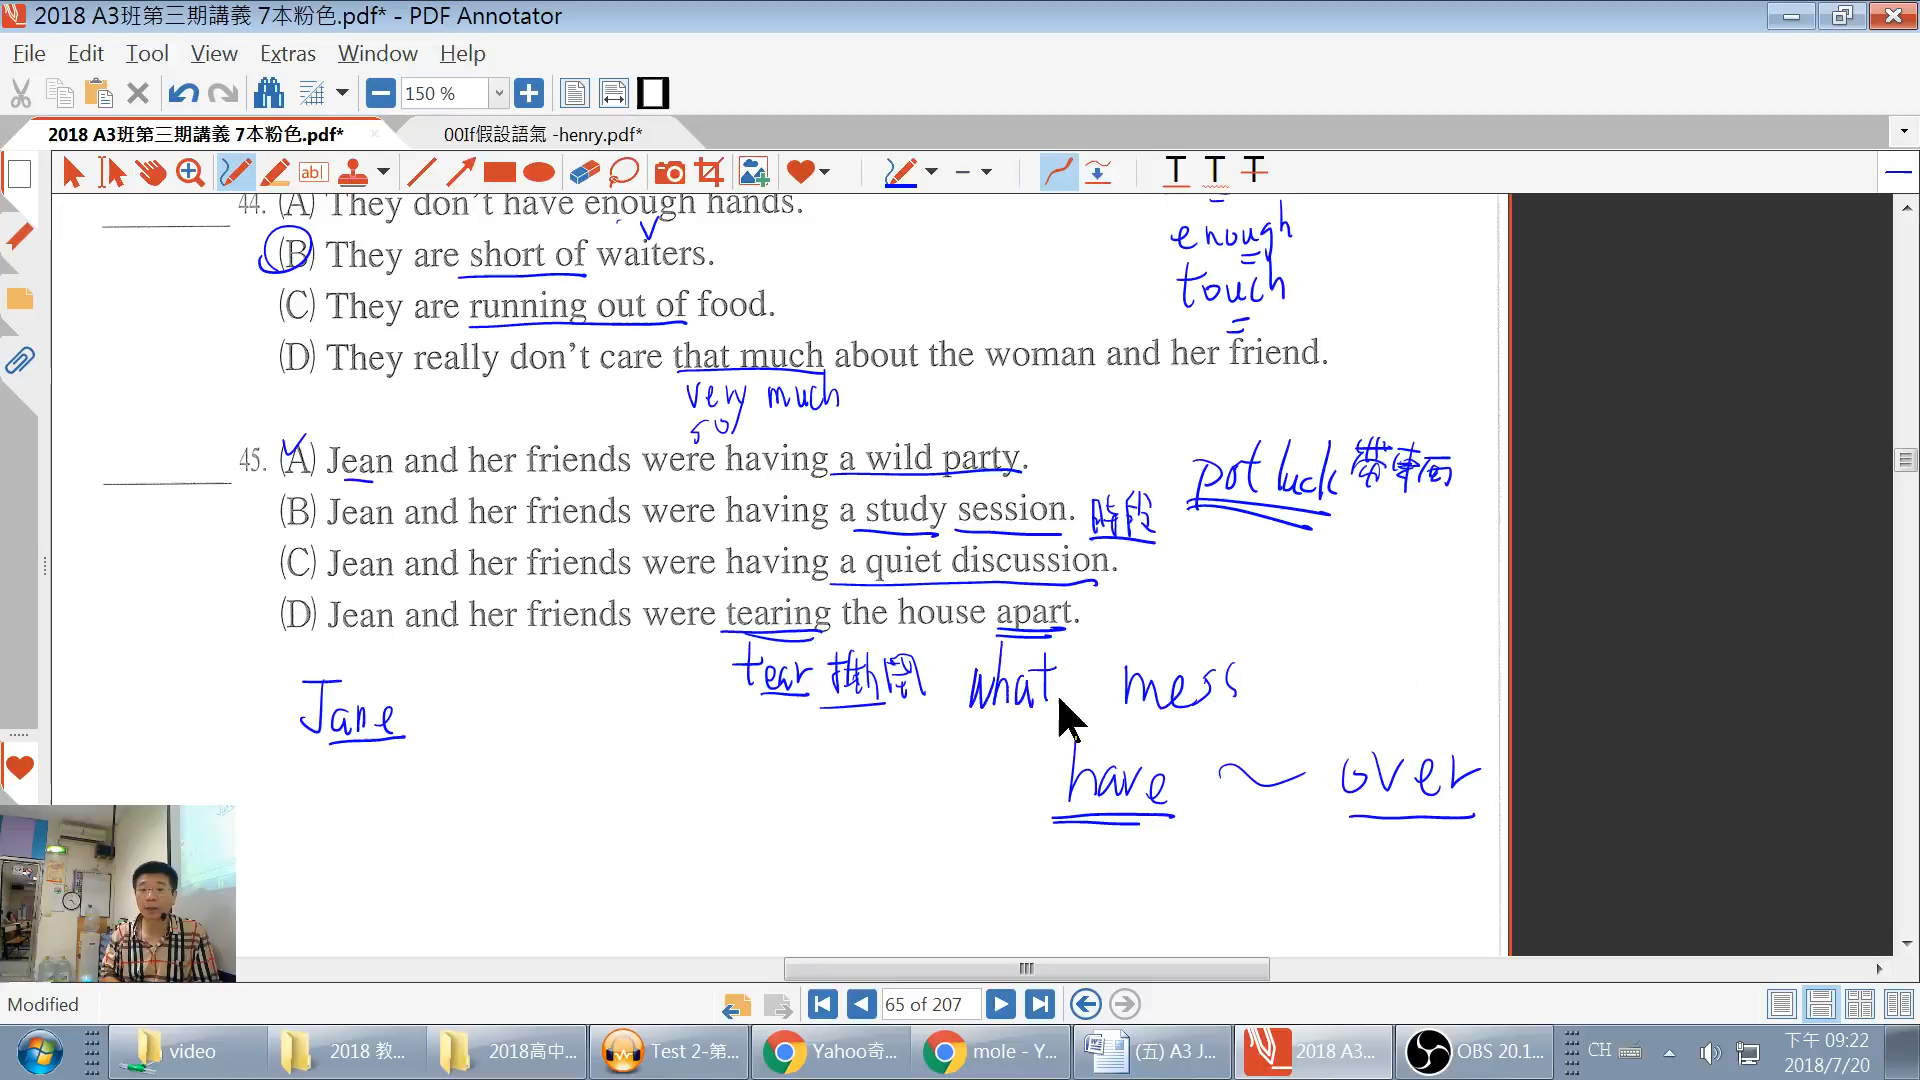 2018 A3班第三期講義 7本粉色.pdf* - PDF Annotator
File Edit Tool View Extras Window Help
150 %
2018 A3班第三期講義 7本粉色.pdf* 00If假設語氣 -henry.pdf*
44. (A) They don't have enough hands.
enough
(B) They are short of waiters.
touch
(C) They are running out of food.
(D) They really don't care that much about the woman and her friend.
very much
so
45. (A) Jean and her friends were having a wild party.
pot luck 帶東西
(B) Jean and her friends were having a study session. 時段
(C) Jean and her friends were having a quiet discussion.
(D) Jean and her friends were tearing the house apart.
tear what mess
Jane
have ~ over
Modified 65 of 207
video 2018 教... 2018高中... Test 2-第... Yahoo奇... mole - Y... (五) A3 J... 2018 A3... OBS 20.1... CH 下午 09:22
2018/7/20